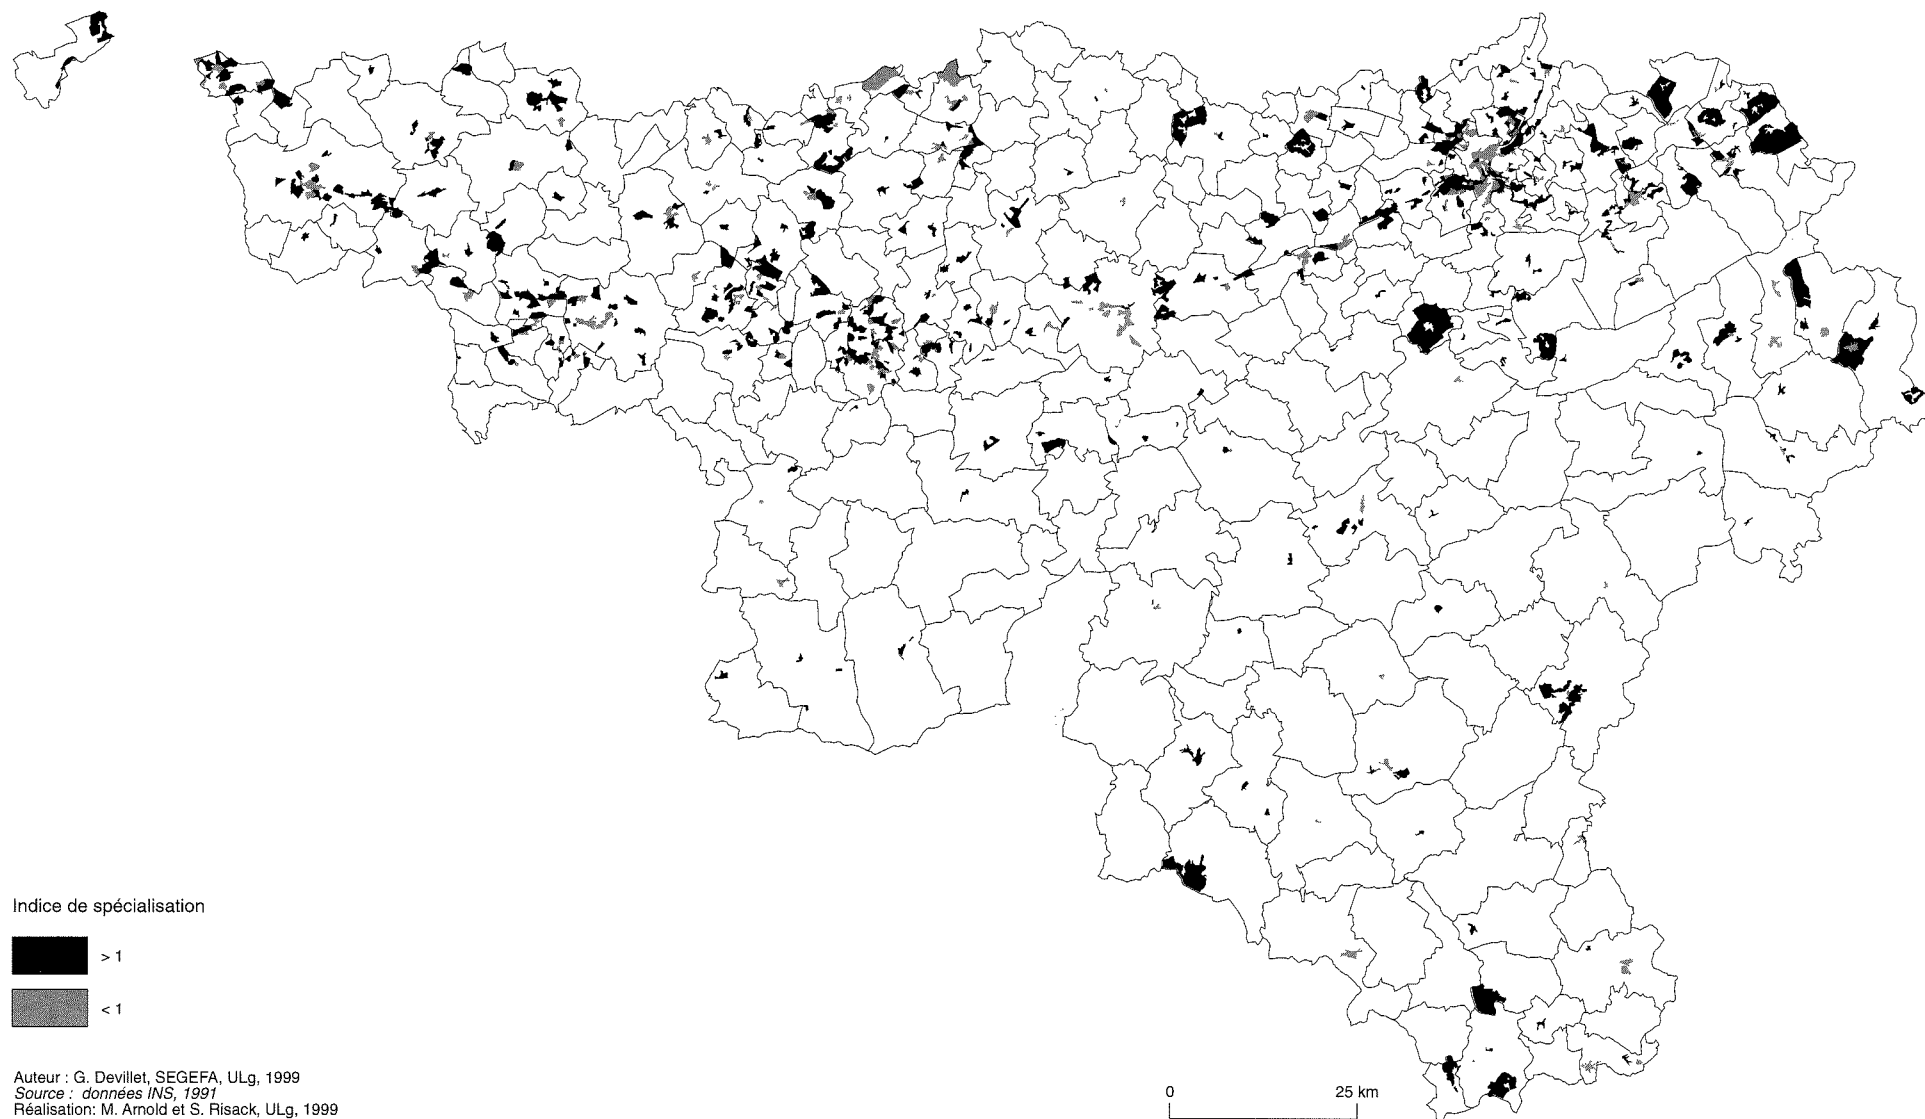 Indice de spécialisation
> 1
< 1
Auteur : G. Devillet, SEGEFA, ULg, 1999
Source : données INS, 1991
Réalisation: M. Arnold et S. Risack, ULg, 1999
0 25 km